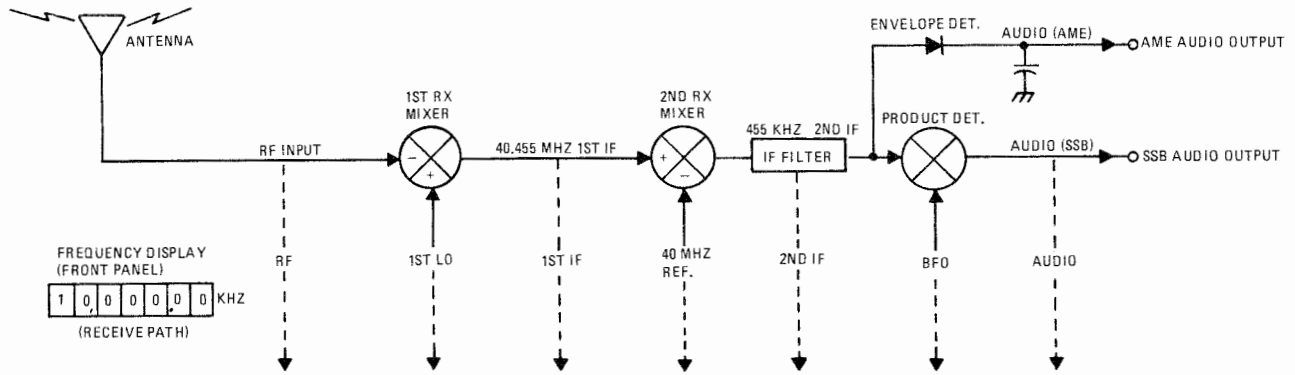 ANTENNA
ENVELOPE DET.
AUDIO (AME)
AME AUDIO OUTPUT
1ST RX
MIXER
2ND RX
MIXER
455 KHZ 2ND IF
PRODUCT DET.
RF INPUT
-
+
40.455 MHZ 1ST IF
+
-
IF FILTER
AUDIO (SSB)
SSB AUDIO OUTPUT
FREQUENCY DISPLAY
(FRONT PANEL)
1 0, 0 0 0. 0 0 KHZ
(RECEIVE PATH)
RF
1ST LO
1ST IF
40 MHZ
REF.
2ND IF
BFO
AUDIO